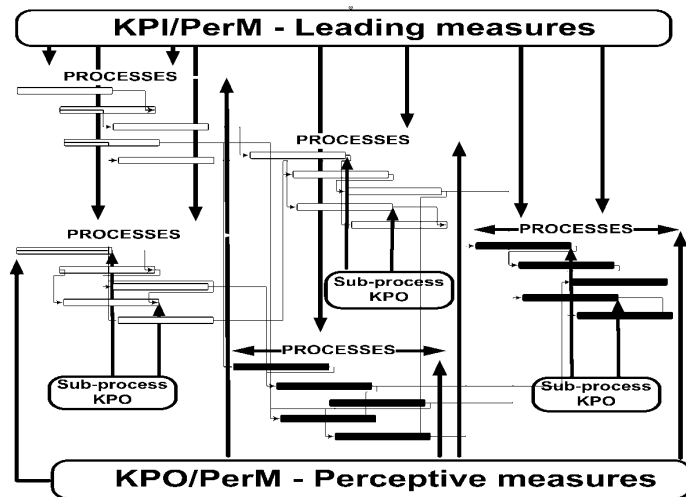 KPI/PerM - Leading measures
PROCESSES
PROCESSES
PROCESSES
PROCESSES
Sub-process
KPO
PROCESSES
Sub-process
KPO
Sub-process
KPO
KPO/PerM - Perceptive measures